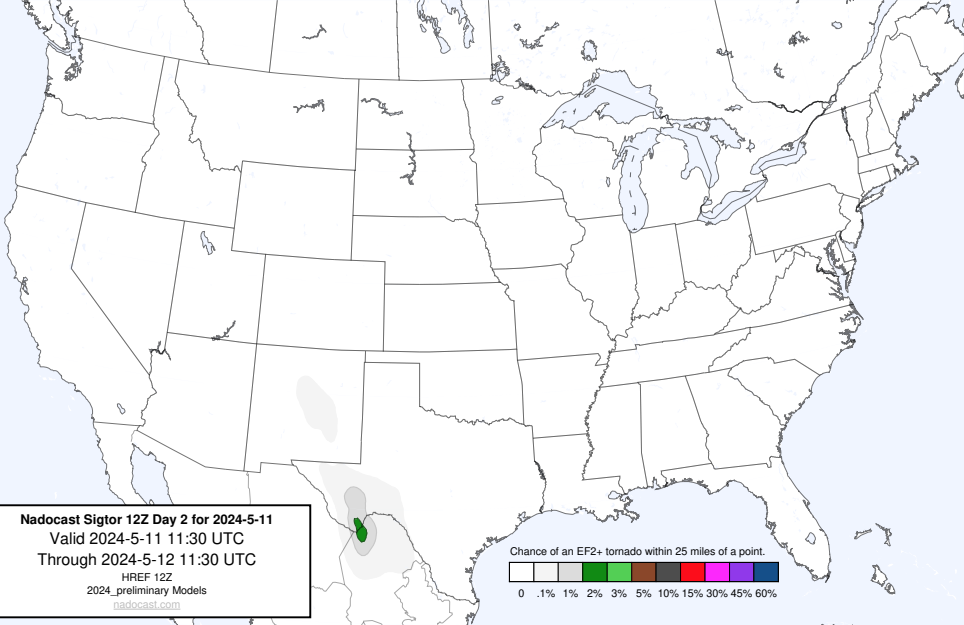 Nadocast Sigtor 12Z Day 2 for 2024-5-11
Valid 2024-5-11 11:30 UTC
Through 2024-5-12 11:30 UTC
HREF 12Z
2024_preliminary Models
nadocast.com
Chance of an EF2+ tornado within 25 miles of a point.
0 .1% 1% 2% 3% 5% 10% 15% 30% 45% 60%